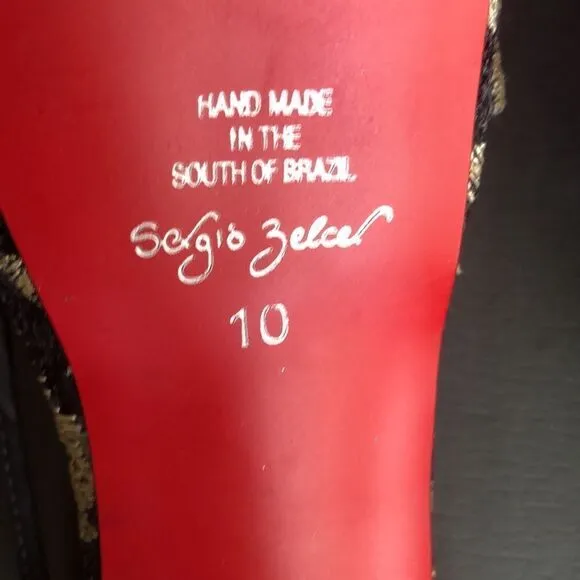 HAND MADE
IN THE
SOUTH OF BRAZIL
Sergio Zelcer
10